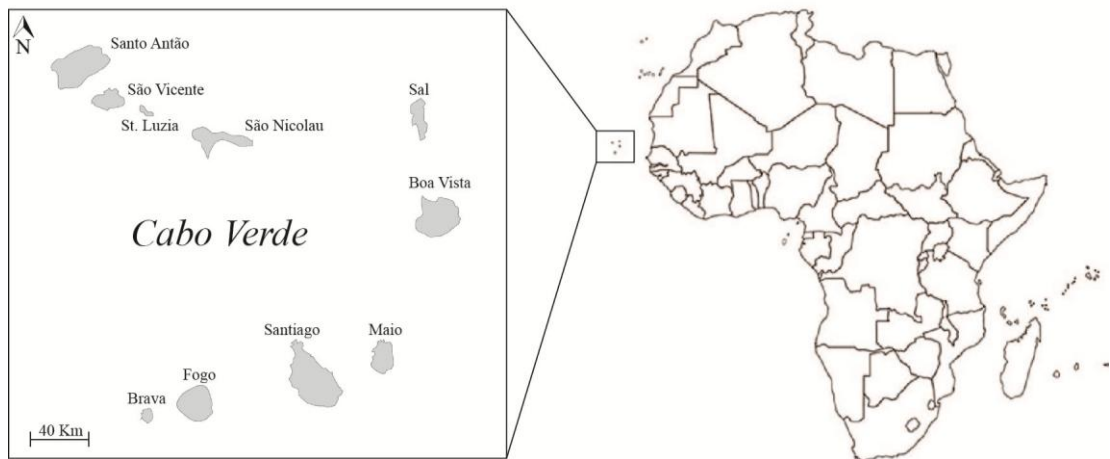 N
Santo Antão
São Vicente
St. Luzia
São Nicolau
Sal
Boa Vista
Cabo Verde
Santiago
Maio
Fogo
Brava
40 Km